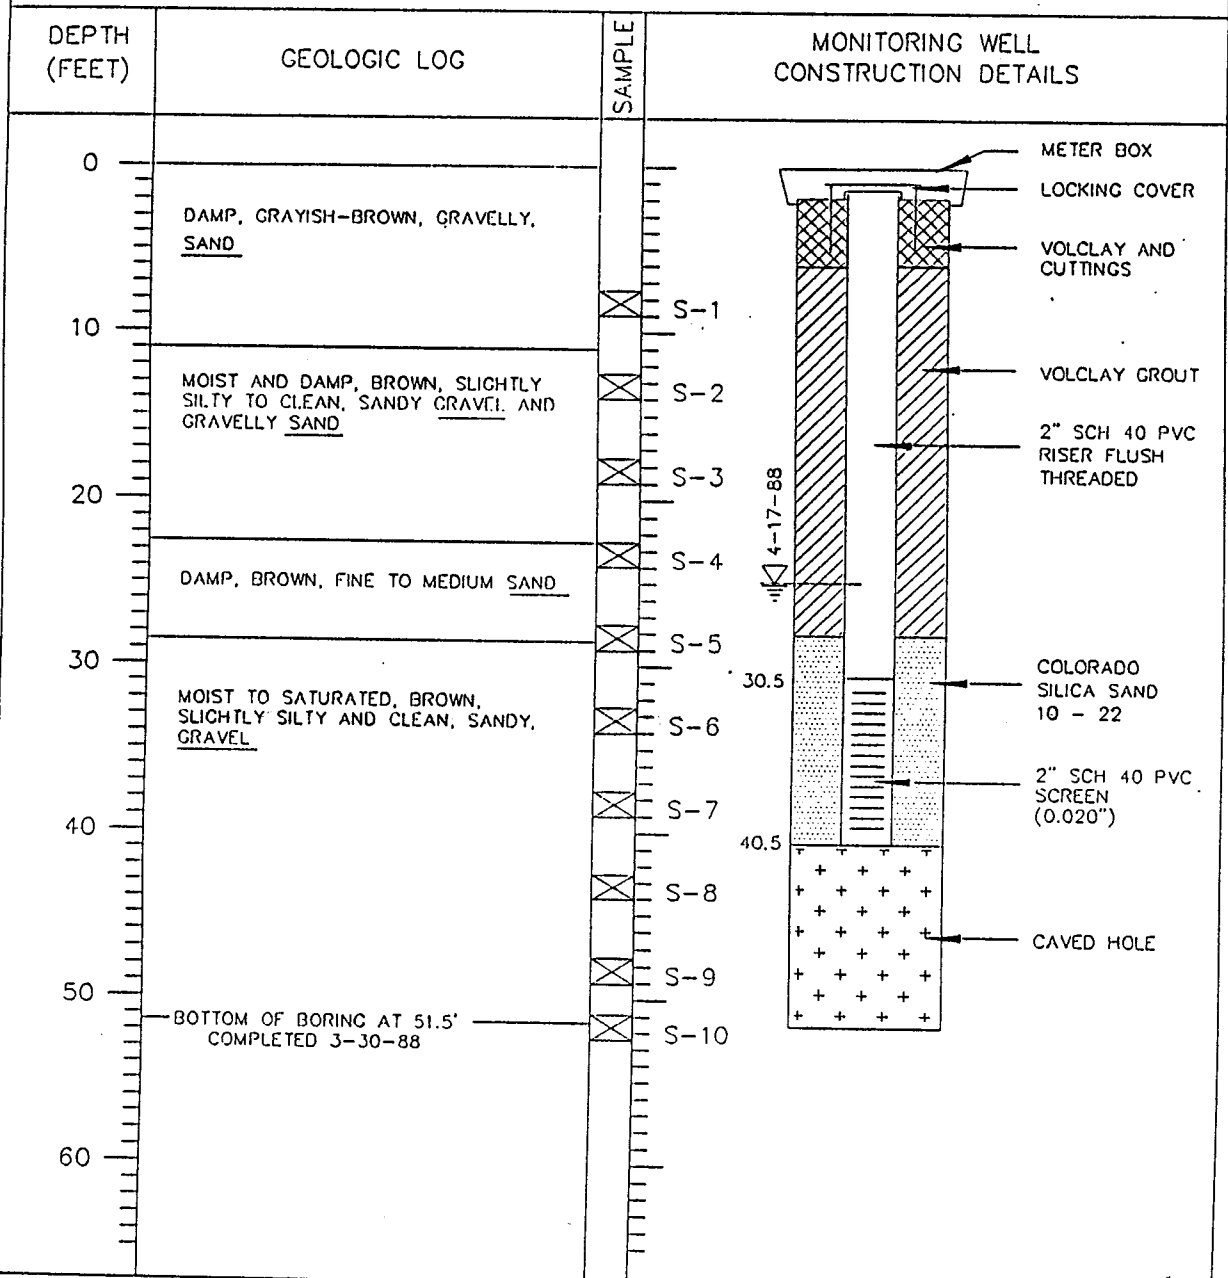 DEPTH
(FEET)
GEOLOGIC LOG
SAMPLE
MONITORING WELL
CONSTRUCTION DETAILS
0
10
20
30
40
50
60
DAMP, GRAYISH-BROWN, GRAVELLY,
SAND
MOIST AND DAMP, BROWN, SLIGHTLY
SILTY TO CLEAN, SANDY GRAVEL AND
GRAVELLY SAND
DAMP, BROWN, FINE TO MEDIUM SAND
MOIST TO SATURATED, BROWN,
SLIGHTLY SILTY AND CLEAN, SANDY,
GRAVEL
BOTTOM OF BORING AT 51.5'
COMPLETED 3-30-88
S-1
S-2
S-3
S-4
S-5
S-6
S-7
S-8
S-9
S-10
4-17-88
30.5
40.5
METER BOX
LOCKING COVER
VOLCLAY AND
CUTTINGS
VOLCLAY GROUT
2" SCH 40 PVC
RISER FLUSH
THREADED
COLORADO
SILICA SAND
10 - 22
2" SCH 40 PVC
SCREEN
(0.020")
CAVED HOLE